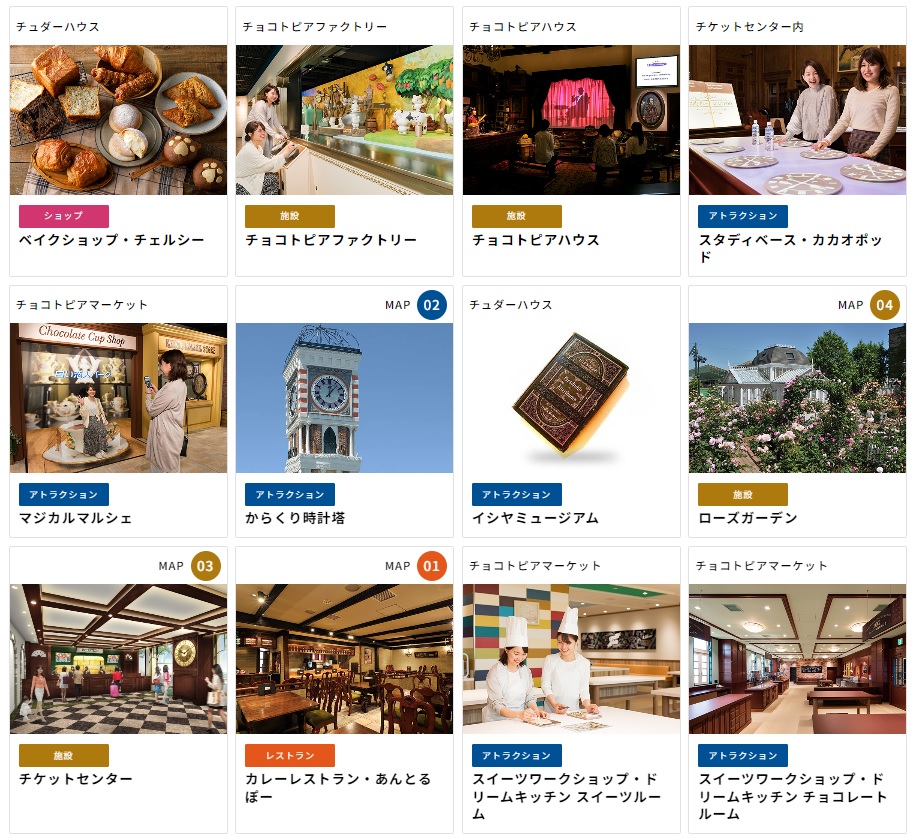 チュダーハウス
ショップ
ベイクショップ・チェルシー
チョコトピアファクトリー
施設
チョコトピアファクトリー
チョコトピアハウス
施設
チョコトピアハウス
チケットセンター内
アトラクション
スタディベース・カカオポッ
ド
チョコトピアマーケット
Chocolate Cup Shop
アトラクション
マジカルマルシェ
MAP 02
アトラクション
からくり時計塔
チュダーハウス
アトラクション
イシヤミュージアム
MAP 04
施設
ローズガーデン
MAP 03
施設
チケットセンター
MAP 01
レストラン
カレーレストラン・あんとる
ぽー
チョコトピアマーケット
アトラクション
スイーツワークショップ・ド
リームキッチン スイーツルー
ム
チョコトピアマーケット
アトラクション
スイーツワークショップ・ド
リームキッチン チョコレート
ルーム